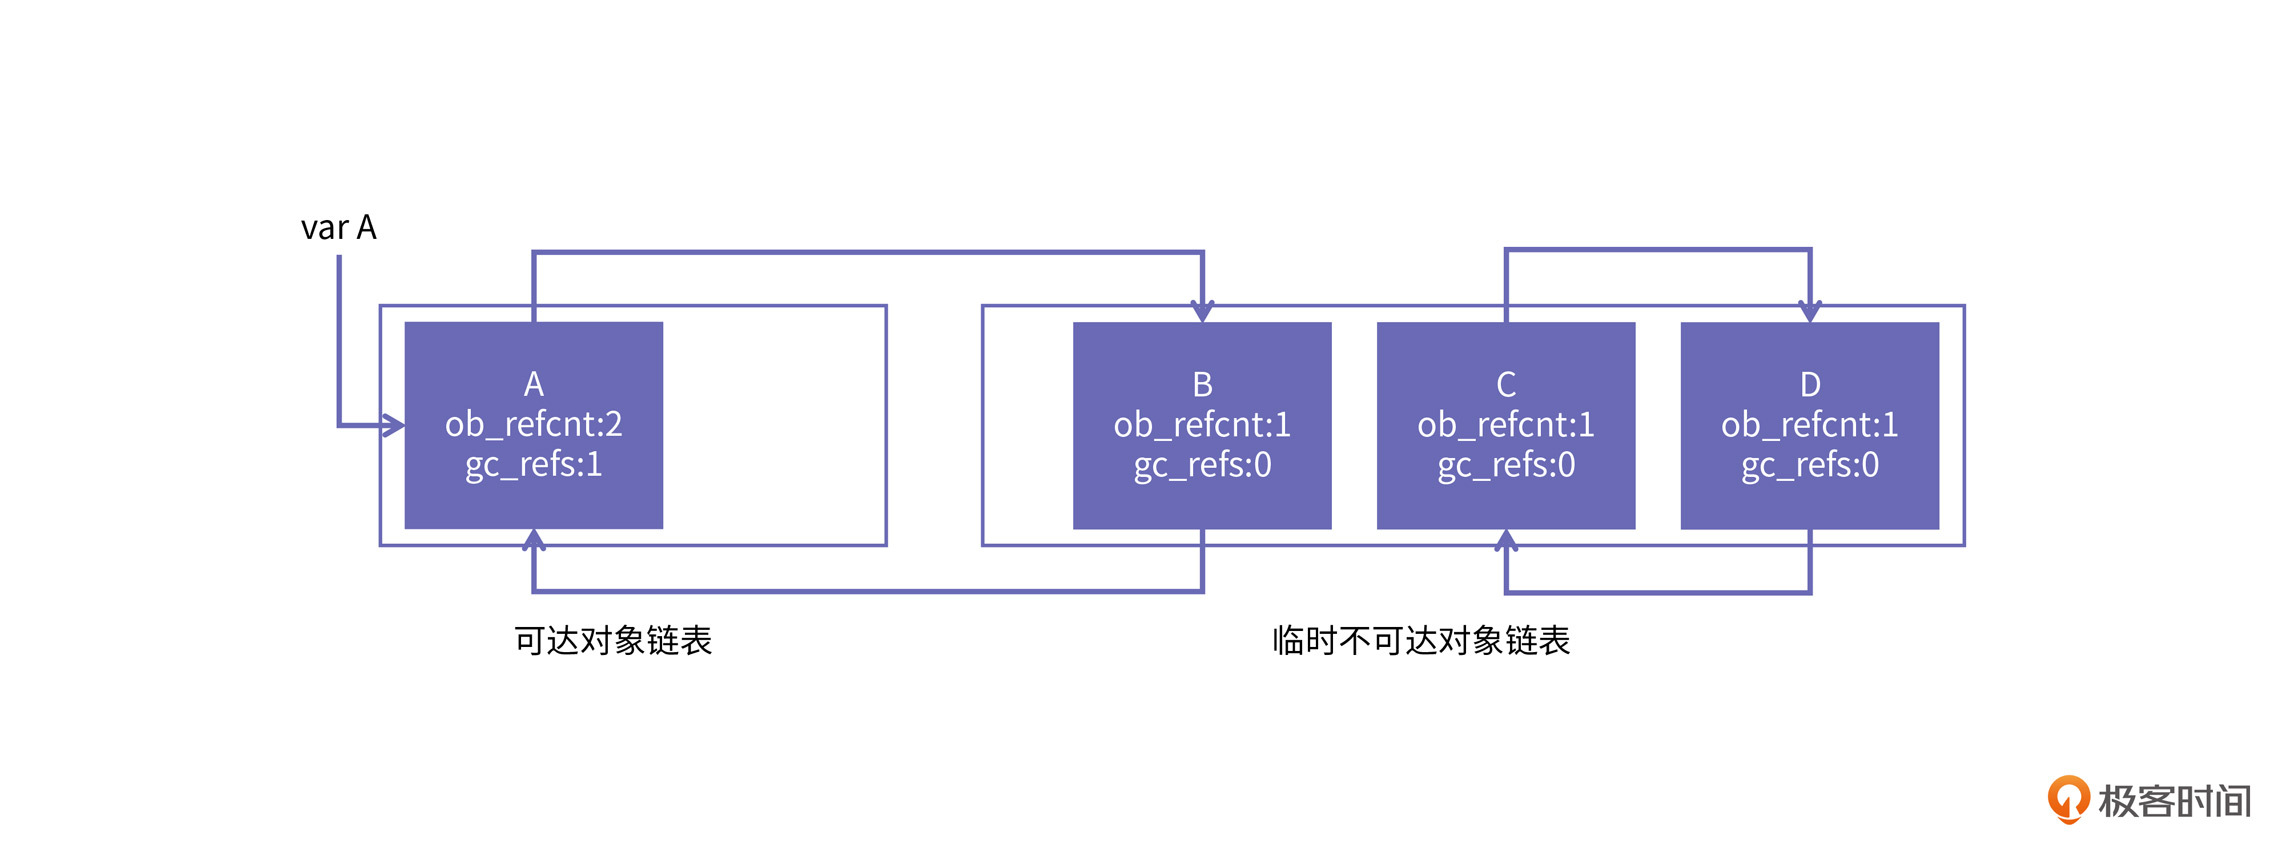 var A
A
ob_refcnt:2
gc_refs:1
B
ob_refcnt:1
gc_refs:0
C
ob_refcnt:1
gc_refs:0
D
ob_refcnt:1
gc_refs:0
可达对象链表
临时不可达对象链表
极客时间